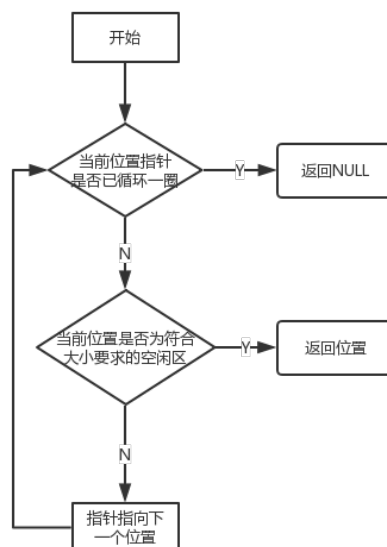 开始
当前位置指针
是否已循环一圈
Y
返回NULL
N
当前位置是否为符合
大小要求的空闲区
Y
返回位置
N
指针指向下
一个位置